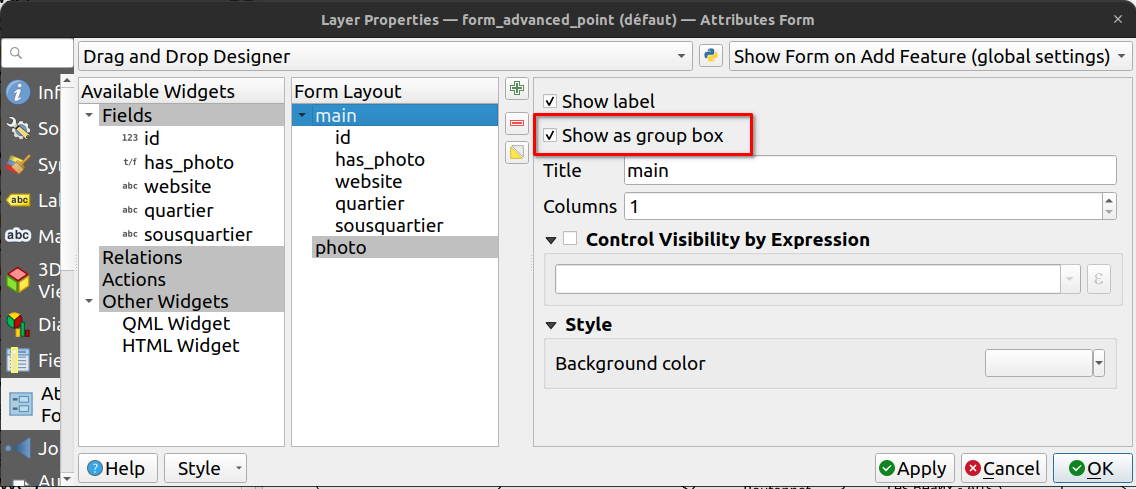 Layer Properties — form_advanced_point (défaut) — Attributes Form
Drag and Drop Designer
Show Form on Add Feature (global settings)
Inf
So
Sy
La
abc
Ma
3D
Vie
Dia
Fie
At
Fo
Jo
Au
Available Widgets
Fields
123 id
t/f has_photo
abc website
abc quartier
abc sousquartier
Relations
Actions
Other Widgets
QML Widget
HTML Widget
Form Layout
main
id
has_photo
website
quartier
sousquartier
photo
Show label
Show as group box
Title main
Columns 1
Control Visibility by Expression
ε
Style
Background color
Help
Style
Apply
Cancel
OK